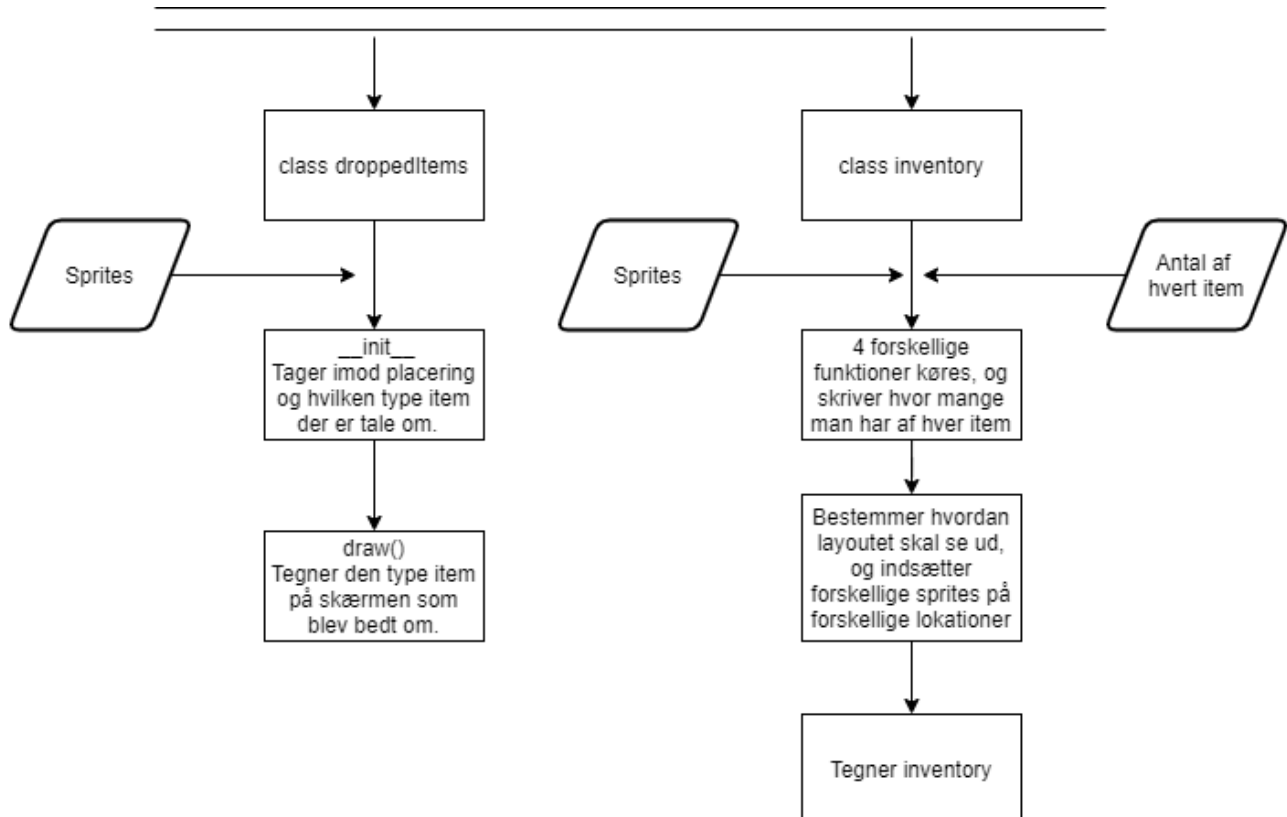 class droppedItems
class inventory
Sprites
Sprites
Antal af
hvert item
__init__
Tager imod placering
og hvilken type item
der er tale om.
4 forskellige
funktioner køres, og
skriver hvor mange
man har af hver item
draw()
Tegner den type item
på skærmen som
blev bedt om.
Bestemmer hvordan
layoutet skal se ud,
og indsætter
forskellige sprites på
forskellige lokationer
Tegner inventory